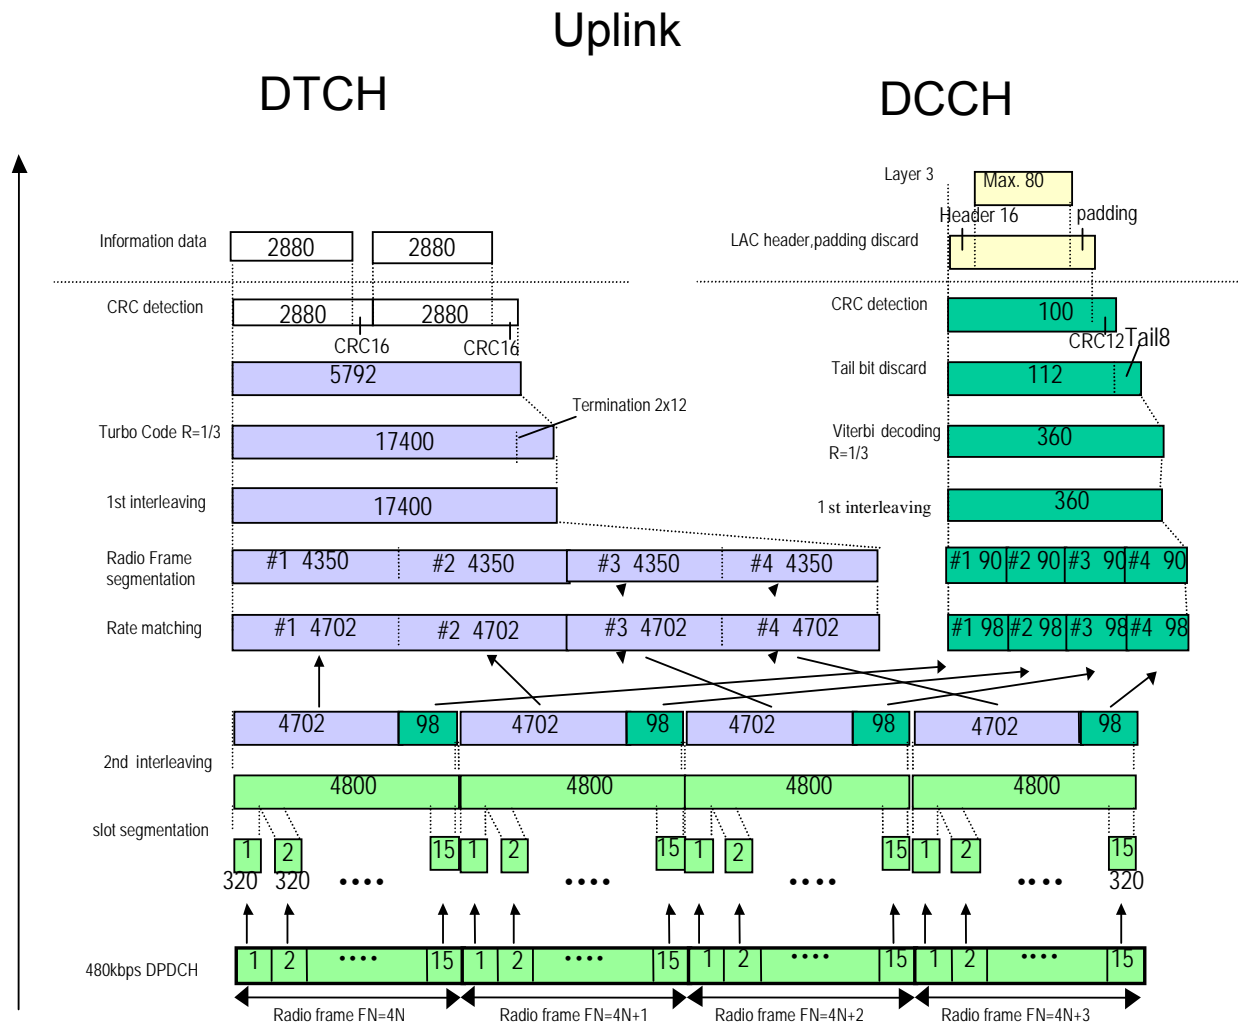 Uplink
DTCH
DCCH
Layer 3
Max. 80
Header 16
padding
Information data
2880
2880
LAC header,padding discard
CRC detection
2880
2880
CRC detection
100
CRC16
CRC16
CRC12
Tail8
5792
Tail bit discard
112
Termination 2x12
Turbo Code R=1/3
17400
Viterbi decoding
R=1/3
360
1st interleaving
17400
1st interleaving
360
Radio Frame
segmentation
#1 4350
#2 4350
#3 4350
#4 4350
#1 90
#2 90
#3 90
#4 90
Rate matching
#1 4702
#2 4702
#3 4702
#4 4702
#1 98
#2 98
#3 98
#4 98
4702
98
4702
98
4702
98
4702
98
2nd interleaving
4800
4800
4800
4800
slot segmentation
1
2
15
1
2
15
1
2
15
1
2
15
320
320
••••
••••
••••
••••
320
480kbps DPDCH
1
2
••••
15
1
2
••••
15
1
2
••••
15
1
2
••••
15
Radio frame FN=4N
Radio frame FN=4N+1
Radio frame FN=4N+2
Radio frame FN=4N+3